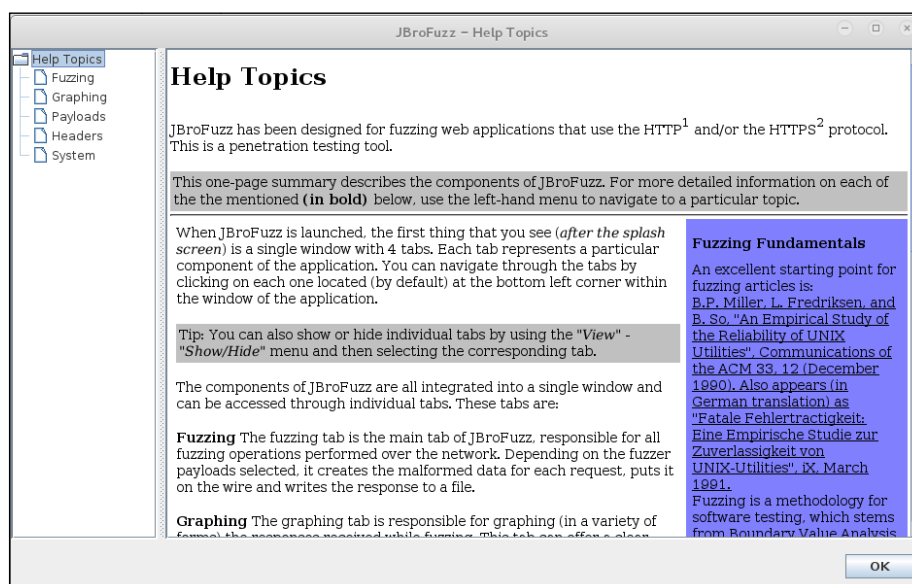 JBroFuzz – Help Topics
Help Topics
Fuzzing
Graphing
Payloads
Headers
System
Help Topics
JBroFuzz has been designed for fuzzing web applications that use the HTTP1 and/or the HTTPS2 protocol.
This is a penetration testing tool.
This one-page summary describes the components of JBroFuzz. For more detailed information on each of
the the mentioned (in bold) below, use the left-hand menu to navigate to a particular topic.
When JBroFuzz is launched, the first thing that you see (after the splash
screen) is a single window with 4 tabs. Each tab represents a particular
component of the application. You can navigate through the tabs by
clicking on each one located (by default) at the bottom left corner within
the window of the application.
Tip: You can also show or hide individual tabs by using the "View" -
"Show/Hide" menu and then selecting the corresponding tab.
The components of JBroFuzz are all integrated into a single window and
can be accessed through individual tabs. These tabs are:
Fuzzing The fuzzing tab is the main tab of JBroFuzz, responsible for all
fuzzing operations performed over the network. Depending on the fuzzer
payloads selected, it creates the malformed data for each request, puts it
on the wire and writes the response to a file.
Graphing The graphing tab is responsible for graphing (in a variety of
forms) the responses received while fuzzing. This tab can offer a clear
Fuzzing Fundamentals
An excellent starting point for
fuzzing articles is:
B.P. Miller, L. Fredriksen, and
B. So, "An Empirical Study of
the Reliability of UNIX
Utilities", Communications of
the ACM 33, 12 (December
1990). Also appears (in
German translation) as
"Fatale Fehlertractigkeit:
Eine Empirische Studie zur
Zuverlassigkeit von
UNIX-Utilities", iX, March
1991.
Fuzzing is a methodology for
software testing, which stems
from Boundary Value Analysis
OK